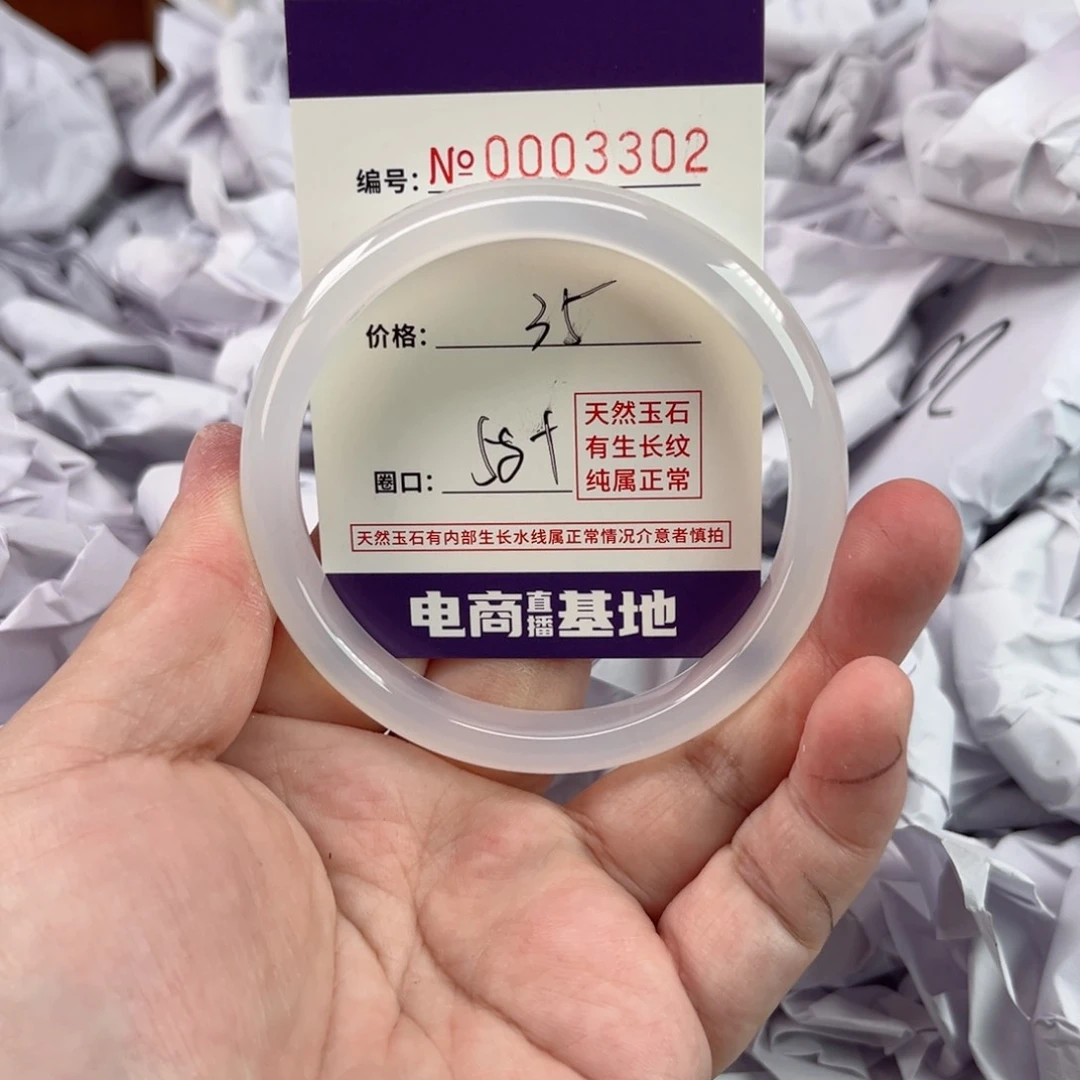 编号: №0003302
价格: 35
天然玉石
有生长纹
纯属正常
圈口: 58+
天然玉石有内部生长水线属正常情况介意者慎拍
电商直播基地